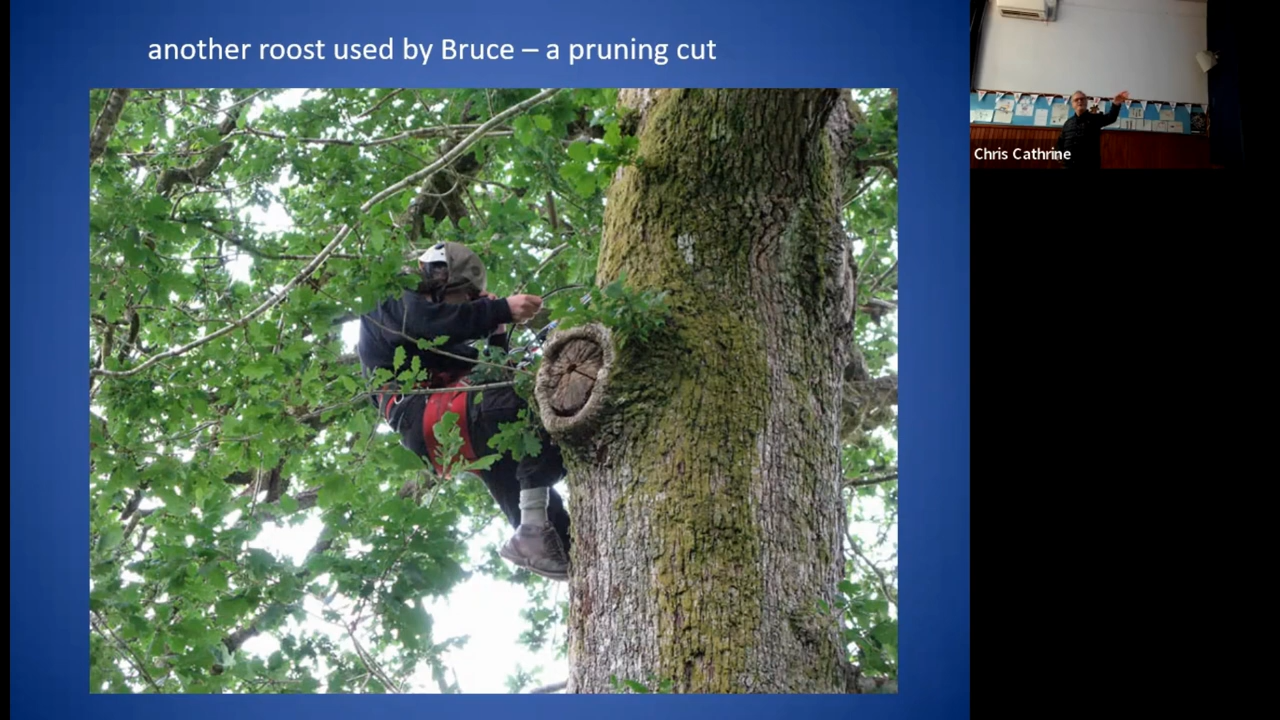 another roost used by Bruce – a pruning cut
Chris Cathrine